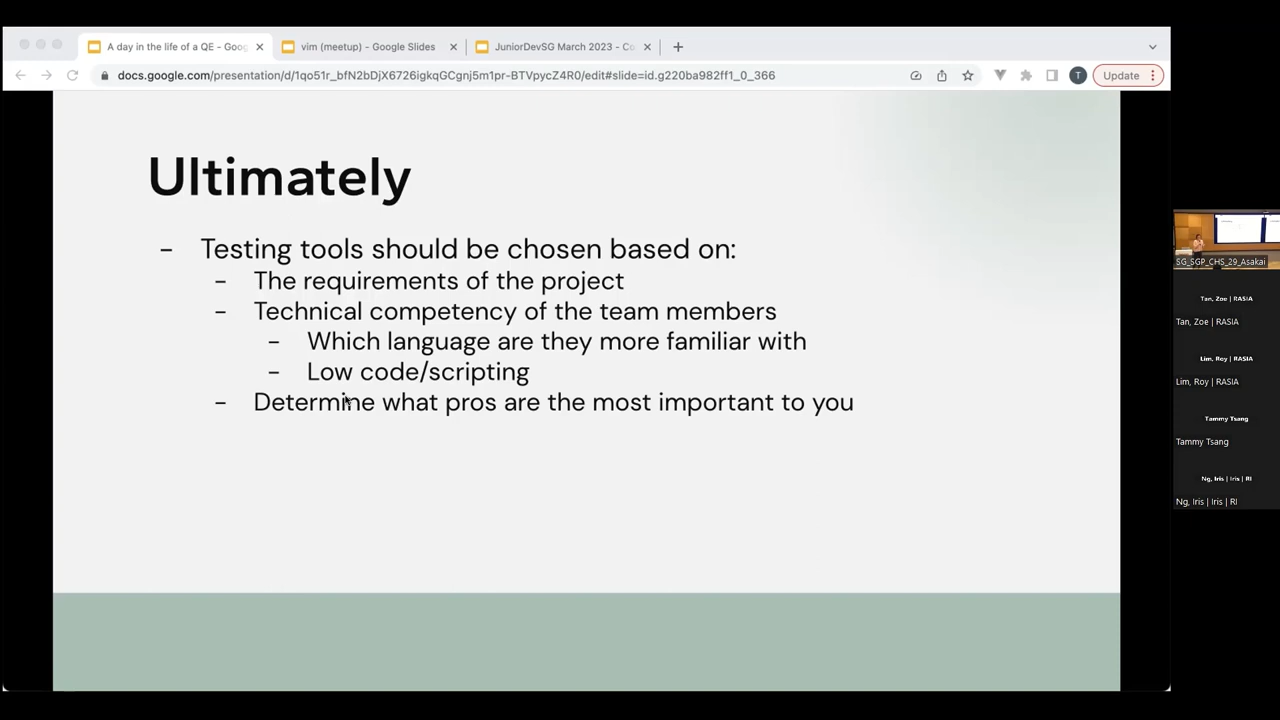 A day in the life of a QE - Goog
vim (meetup) - Google Slides
JuniorDevSG March 2023 - Co
docs.google.com/presentation/d/1qo51r_bfN2bDjX6726igkqGCgnj5m1pr-BTVpycZ4R0/edit#slide=id.g220ba982ff1_0_366
T
Update
Ultimately
- Testing tools should be chosen based on:
- The requirements of the project
- Technical competency of the team members
- Which language are they more familiar with
- Low code/scripting
- Determine what pros are the most important to you
SG_SGP_CHS_29_Asakai
Tan, Zoe | RASIA
Tan, Zoe | RASIA
Lim, Roy | RASIA
Lim, Roy | RASIA
Tammy Tsang
Tammy Tsang
Ng, Iris | Iris | RI
Ng, Iris | Iris | RI